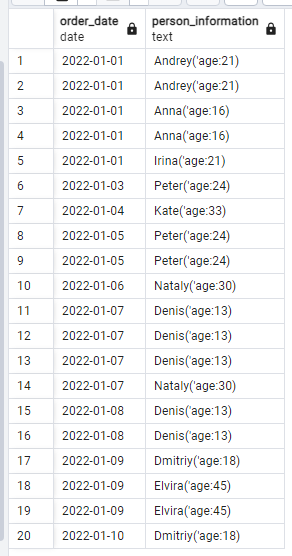 order_date person_information
date text
1 2022-01-01 Andrey('age:21)
2 2022-01-01 Andrey('age:21)
3 2022-01-01 Anna('age:16)
4 2022-01-01 Anna('age:16)
5 2022-01-01 Irina('age:21)
6 2022-01-03 Peter('age:24)
7 2022-01-04 Kate('age:33)
8 2022-01-05 Peter('age:24)
9 2022-01-05 Peter('age:24)
10 2022-01-06 Nataly('age:30)
11 2022-01-07 Denis('age:13)
12 2022-01-07 Denis('age:13)
13 2022-01-07 Denis('age:13)
14 2022-01-07 Nataly('age:30)
15 2022-01-08 Denis('age:13)
16 2022-01-08 Denis('age:13)
17 2022-01-09 Dmitriy('age:18)
18 2022-01-09 Elvira('age:45)
19 2022-01-09 Elvira('age:45)
20 2022-01-10 Dmitriy('age:18)